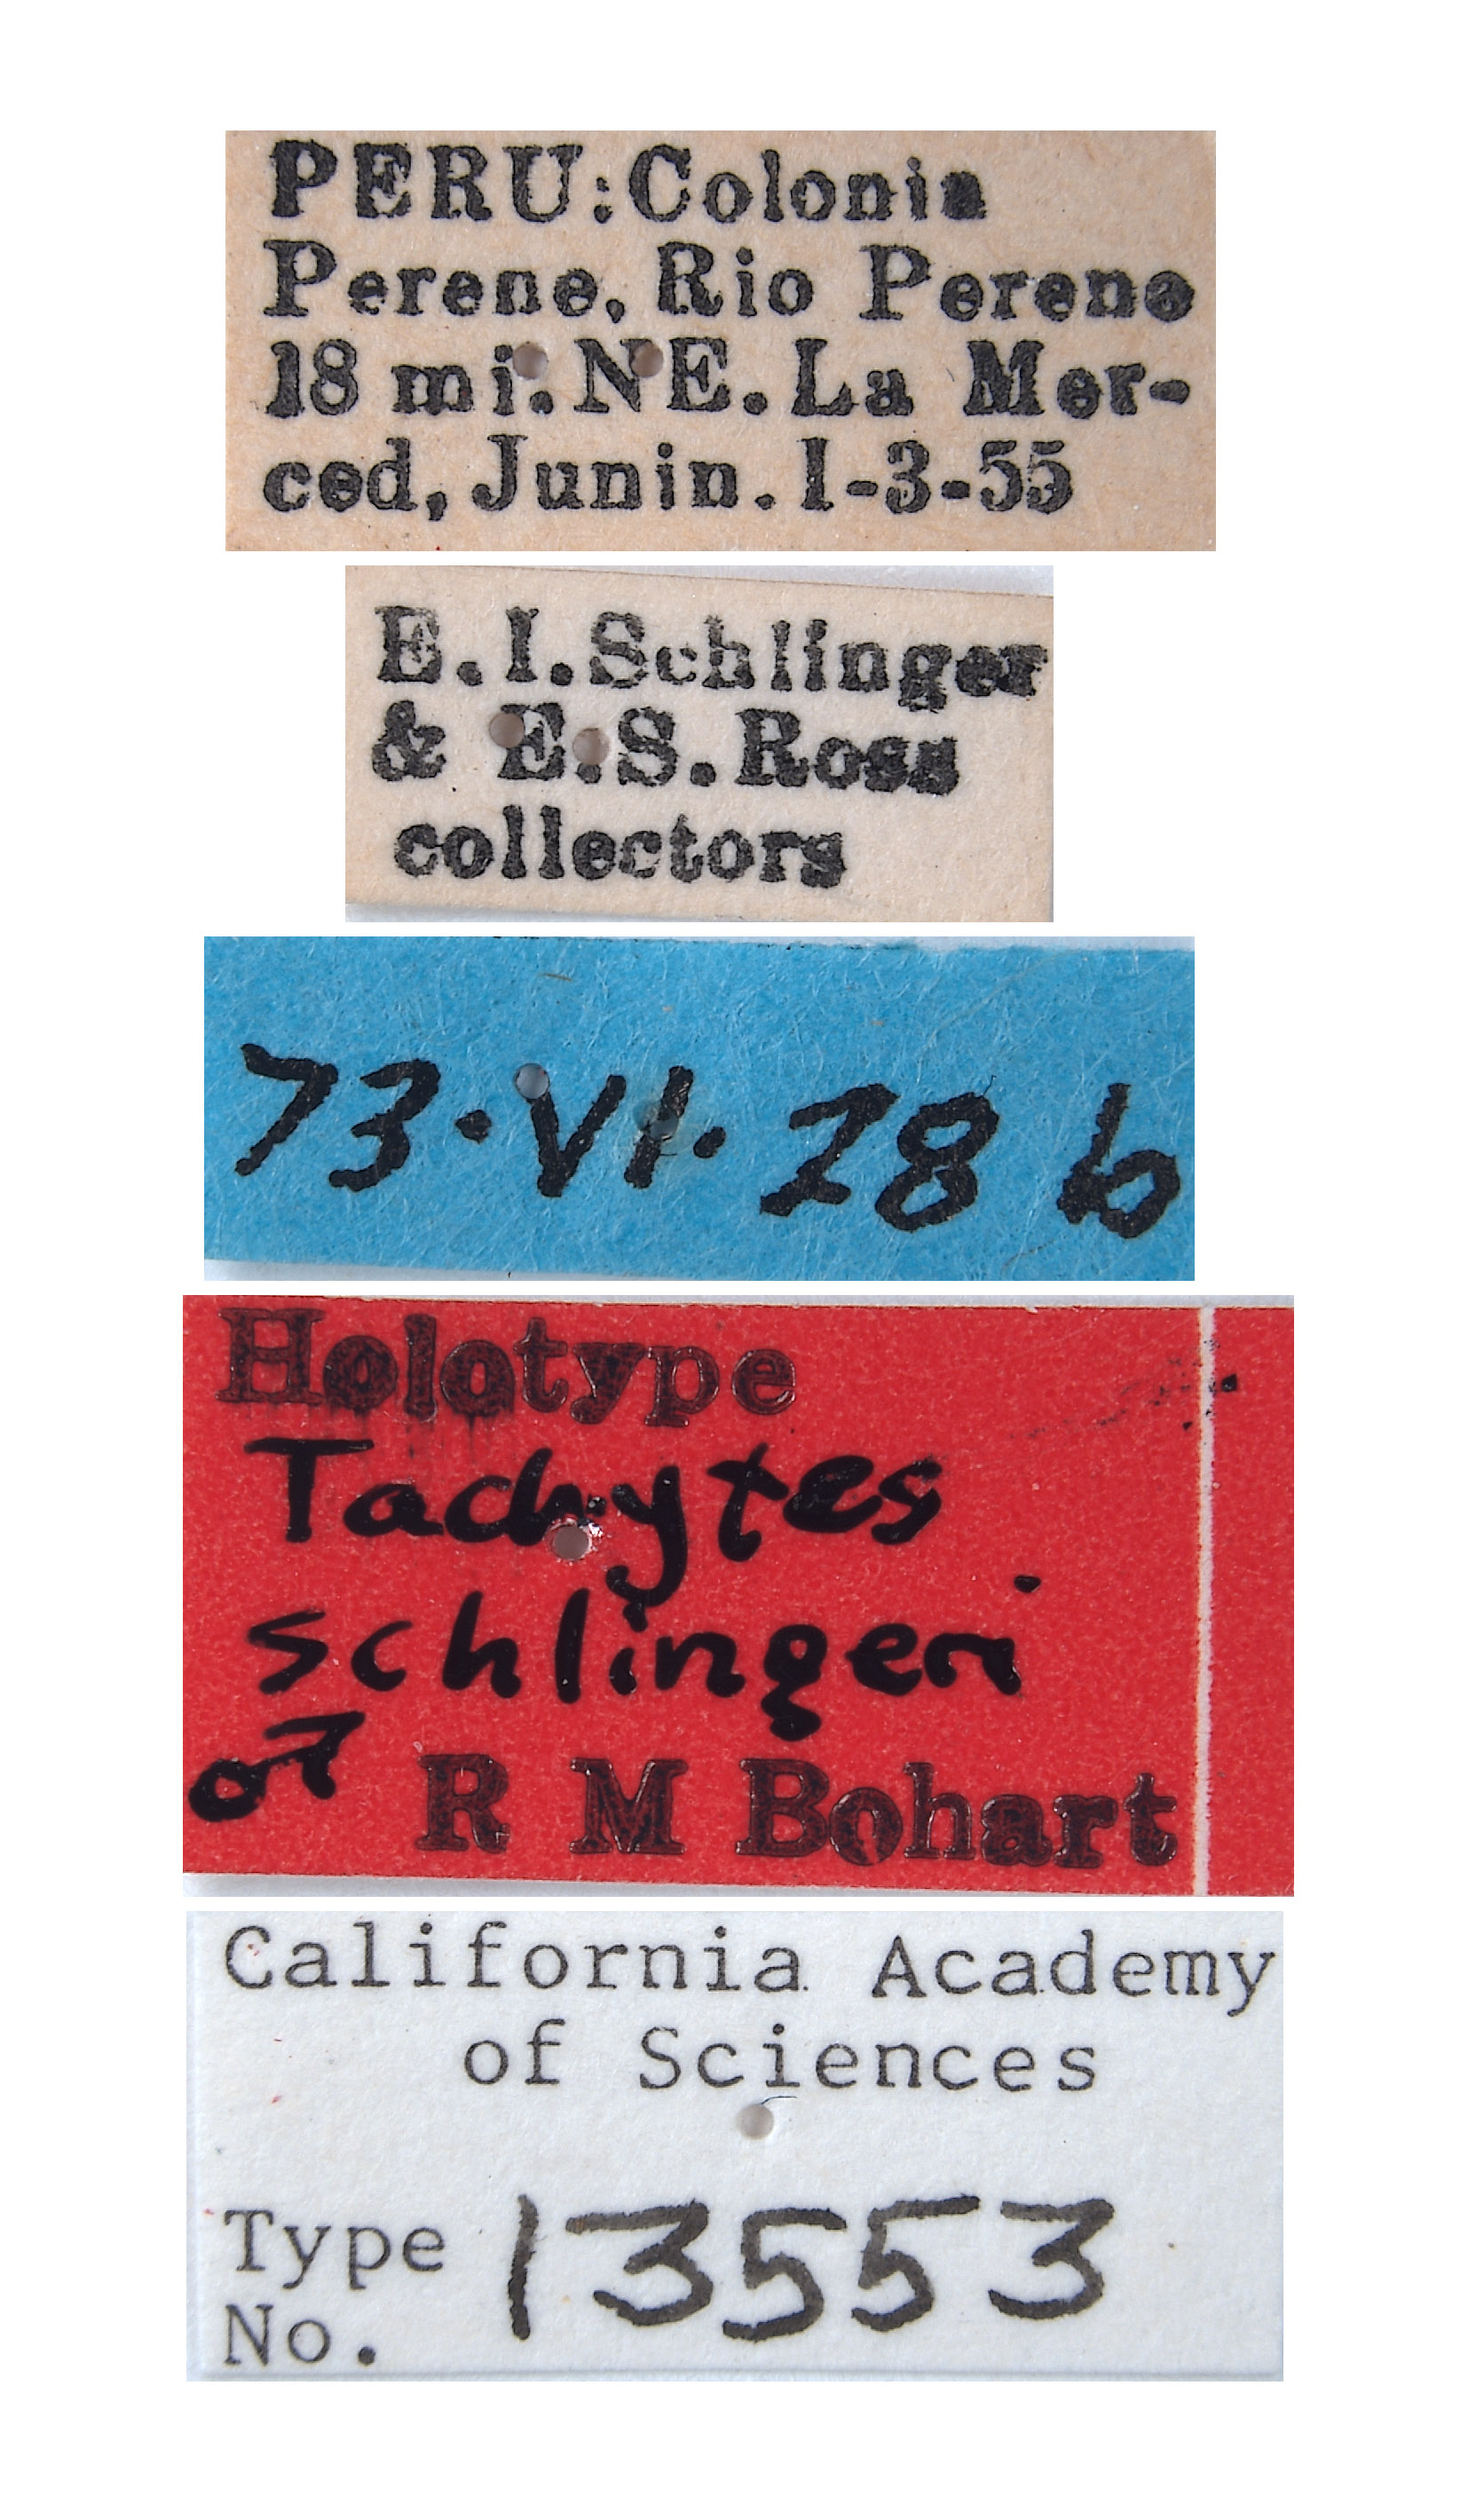 PERU: Colonia
Perene, Rio Perene
18 mi. NE. La Mer-
ced, Junin. I-3-55
E. I. Schlinger
& E. S. Ross
collectors
73·VI·28 b
Holotype
Tachytes
schlingeri
♂ R M Bohart
California Academy
of Sciences
Type 13553
No.